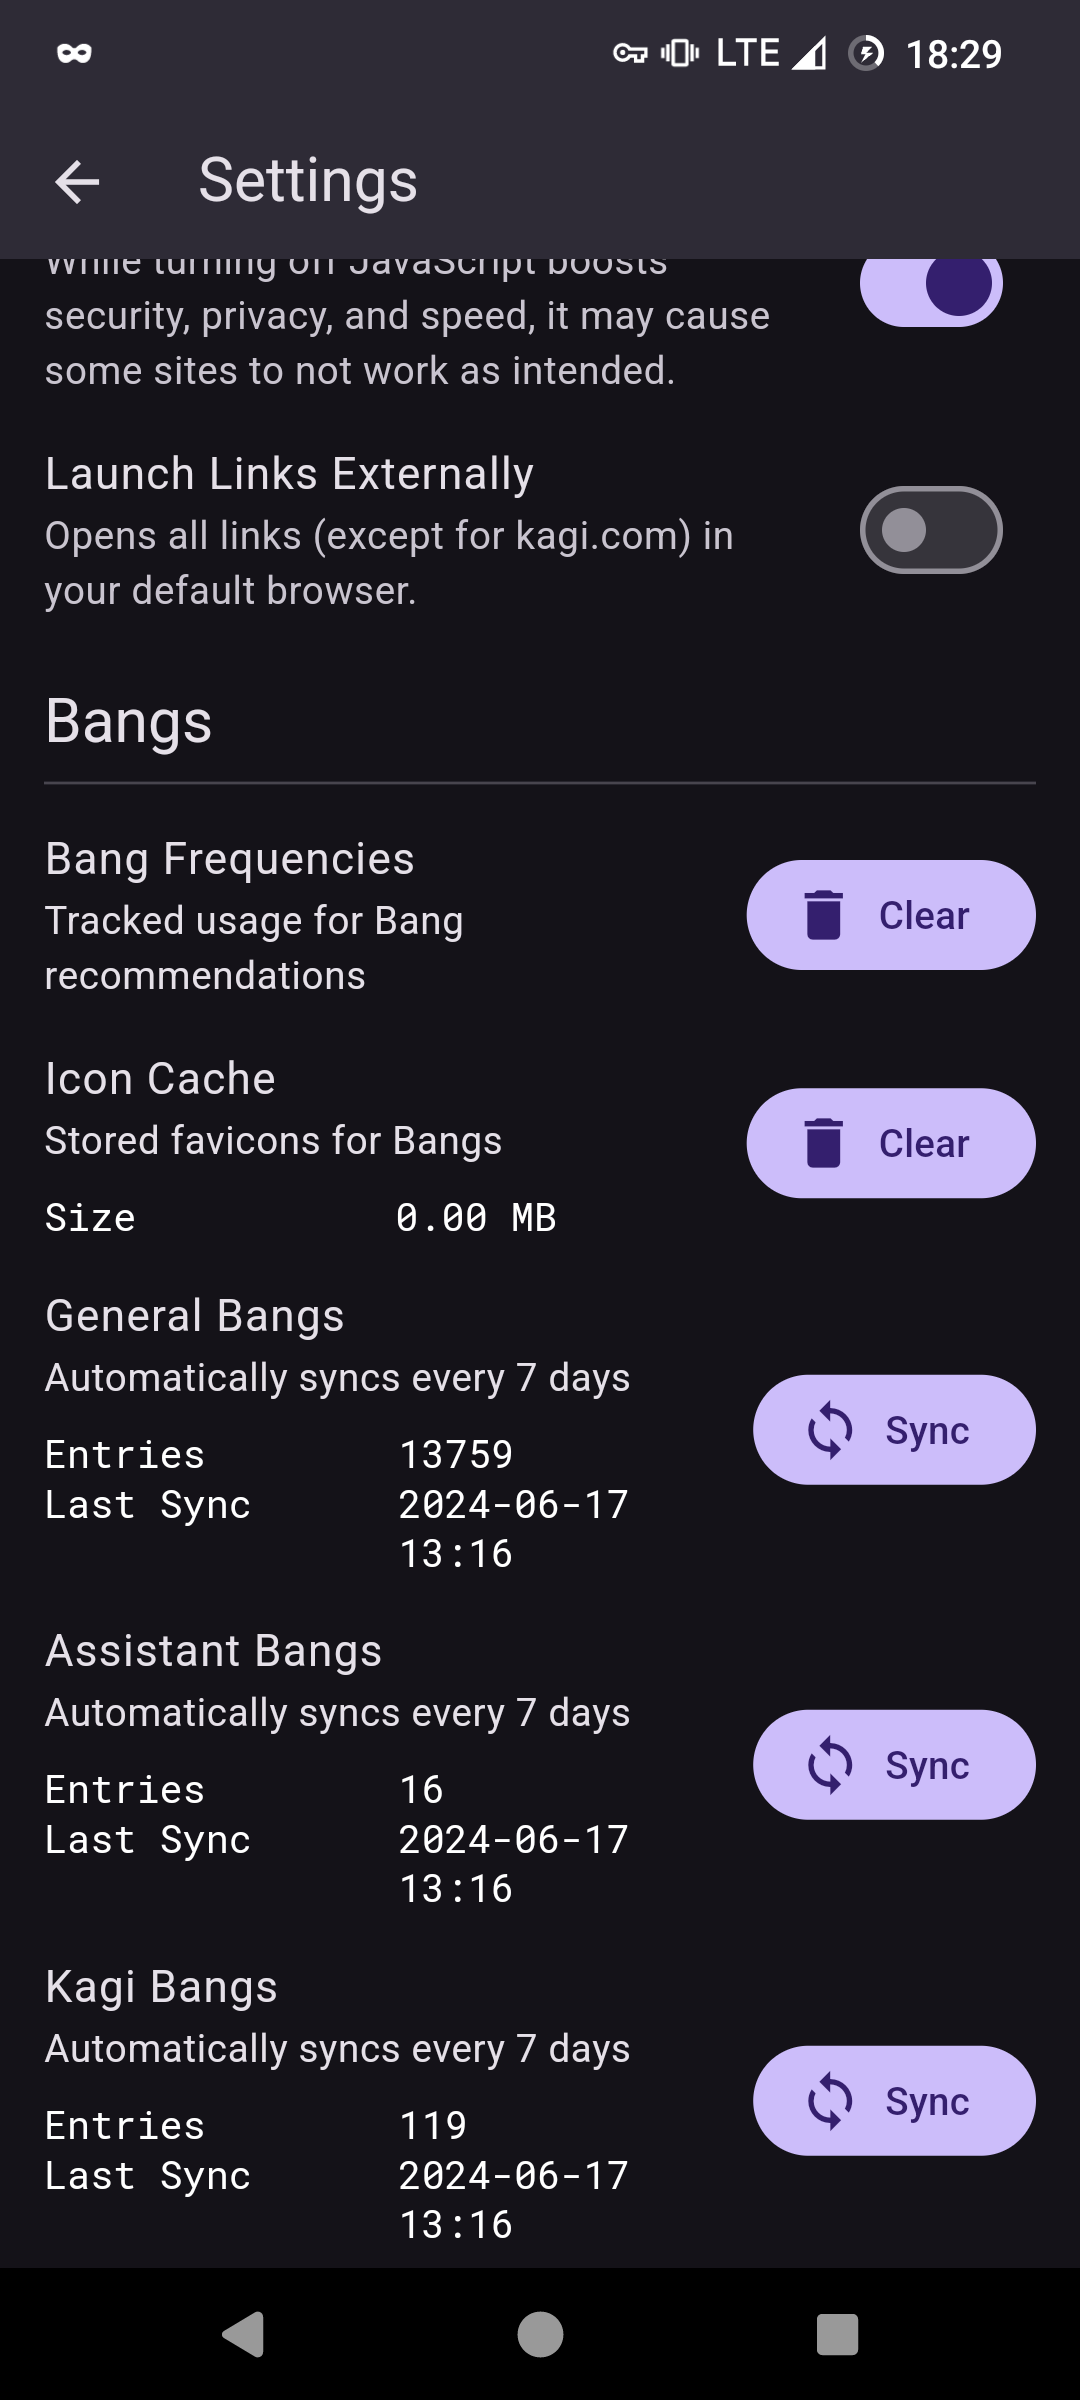 LTE 18:29
Settings
While turning off JavaScript boosts
security, privacy, and speed, it may cause
some sites to not work as intended.
Launch Links Externally
Opens all links (except for kagi.com) in
your default browser.
Bangs
Bang Frequencies
Tracked usage for Bang
recommendations
Clear
Icon Cache
Stored favicons for Bangs
Clear
Size 0.00 MB
General Bangs
Automatically syncs every 7 days
Sync
Entries 13759
Last Sync 2024-06-17
13:16
Assistant Bangs
Automatically syncs every 7 days
Sync
Entries 16
Last Sync 2024-06-17
13:16
Kagi Bangs
Automatically syncs every 7 days
Sync
Entries 119
Last Sync 2024-06-17
13:16